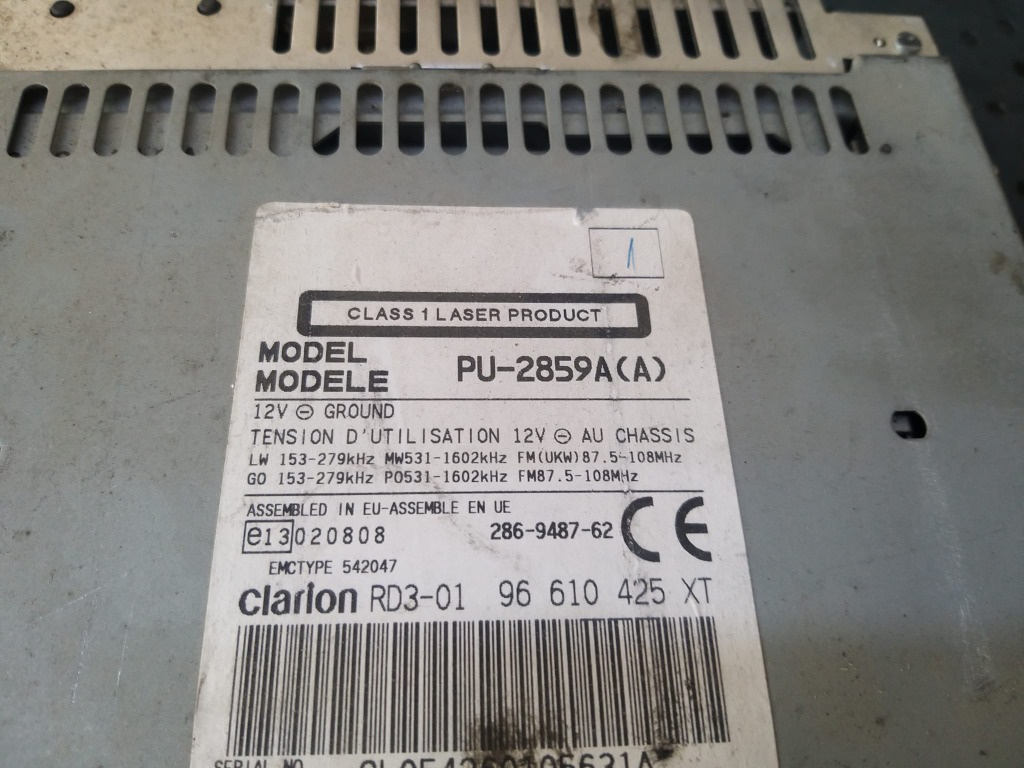 1
CLASS 1 LASER PRODUCT
MODEL
MODELE PU-2859A(A)
12V ⊖ GROUND
TENSION D'UTILISATION 12V ⊖ AU CHASSIS
LW 153-279kHz MW531-1602kHz FM(UKW)87.5-108MHz
GO 153-279kHz PO531-1602kHz FM87.5-108MHz
ASSEMBLED IN EU-ASSEMBLE EN UE
e13 020808 286-9487-62 CE
EMCTYPE 542047
clarion RD3-01 96 610 425 XT
SERIAL NO